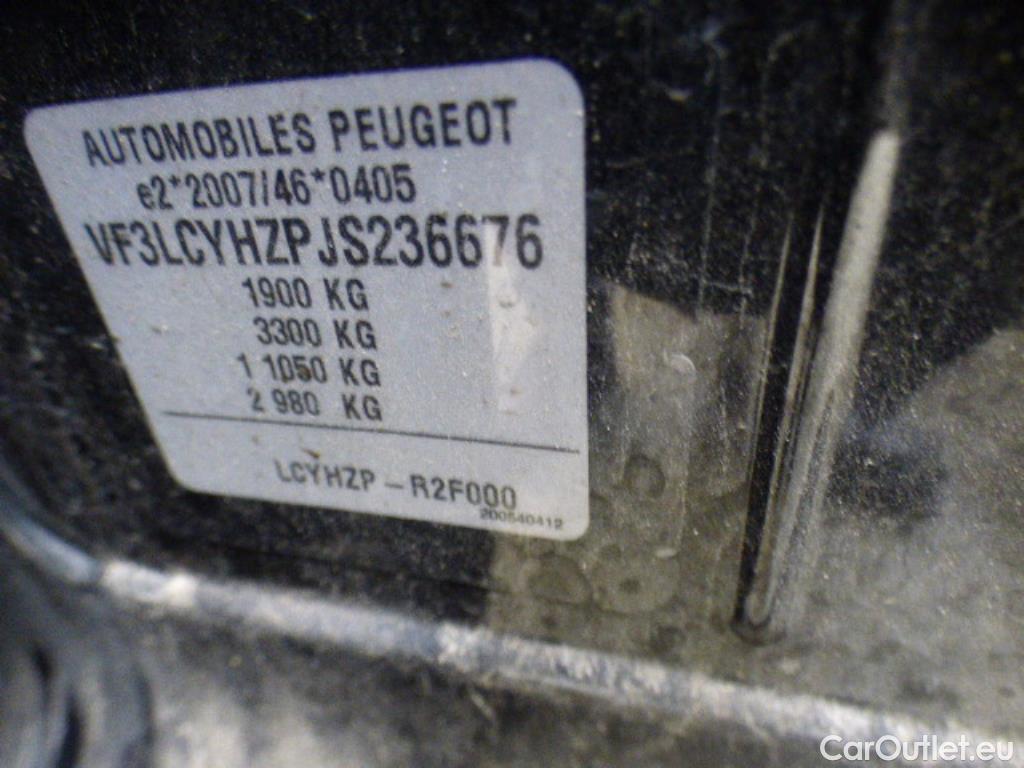 AUTOMOBILES PEUGEOT
e2*2007/46*0405
VF3LCYHZPJS236676
1900 KG
3300 KG
1 1050 KG
2 980 KG
LCYHZP - R2F000
200540412
CarOutlet.eu